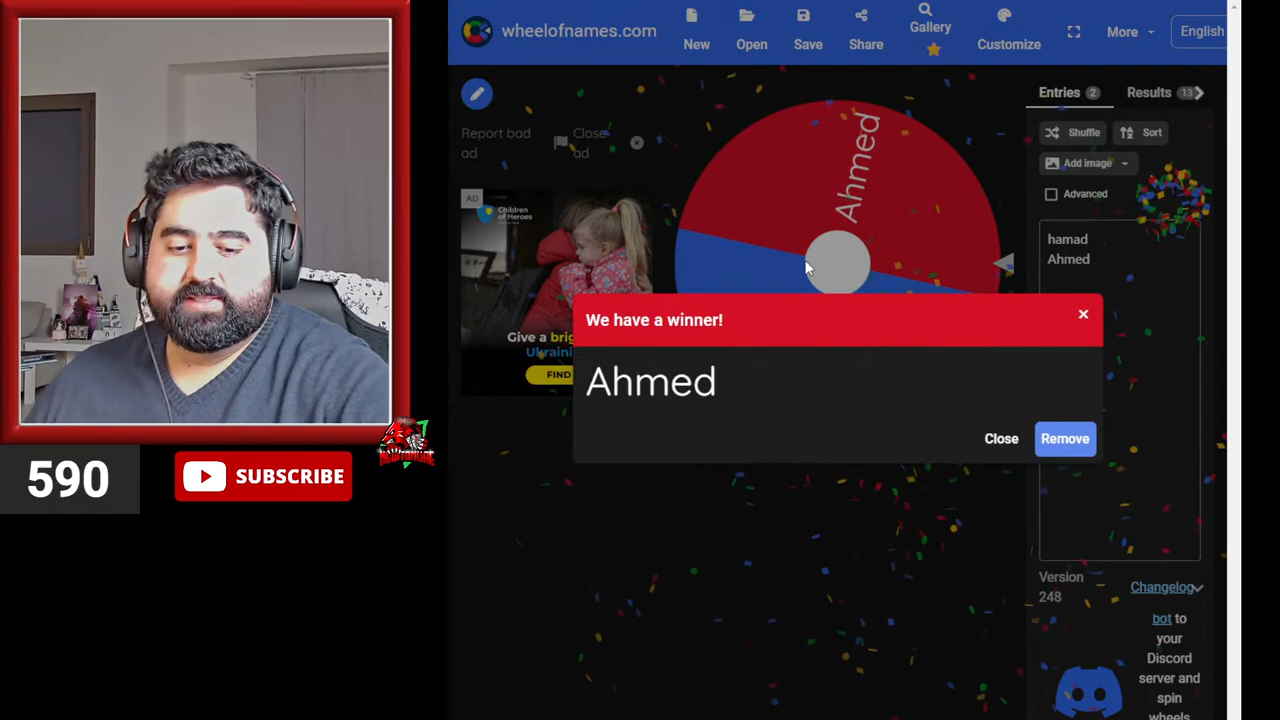 wheelofnames.com
New
Open
Save
Share
Gallery
Customize
More
English
Report bad
ad
Close
ad
AD
Children
of Heroes
Give a brig
Ukraini
FIND
Ahmed
Entries 2
Results 13
Shuffle
Sort
Add image
Advanced
hamad
Ahmed
We have a winner!
Ahmed
Close
Remove
590
SUBSCRIBE
Version
248
Changelog
bot to
your
Discord
server and
spin
wheels